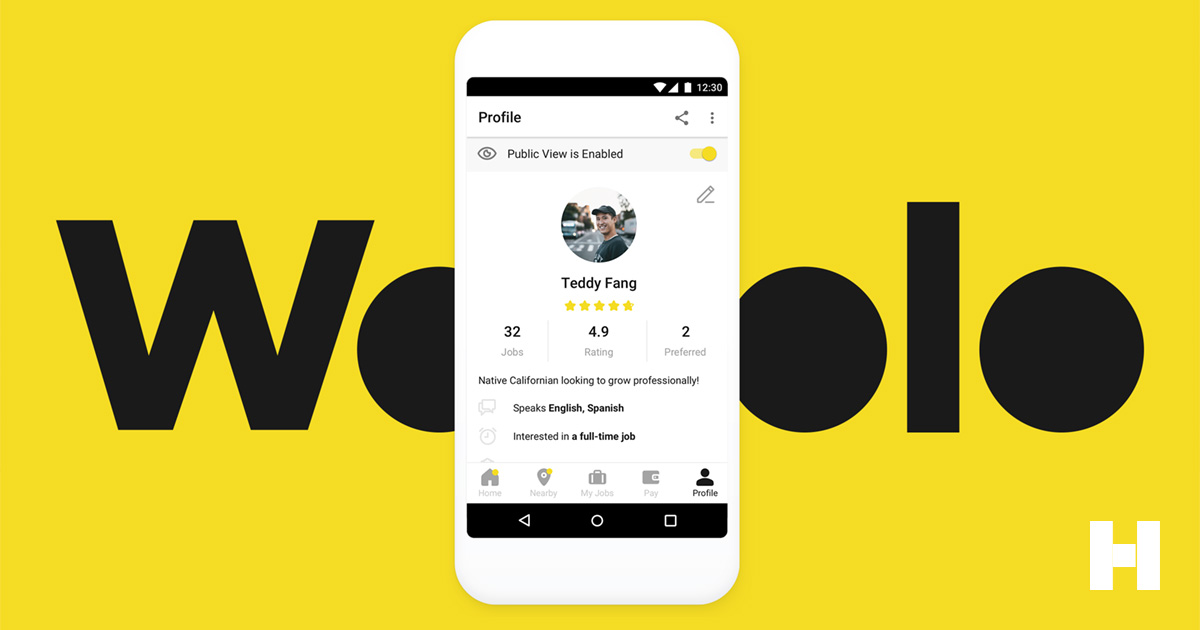 12:30
Profile
Public View is Enabled
Wo olo
Teddy Fang
32
4.9
2
Jobs
Rating
Preferred
Native Californian looking to grow professionally!
Speaks English, Spanish
Interested in a full-time job
Home
Nearby
My Jobs
Pay
Profile
H